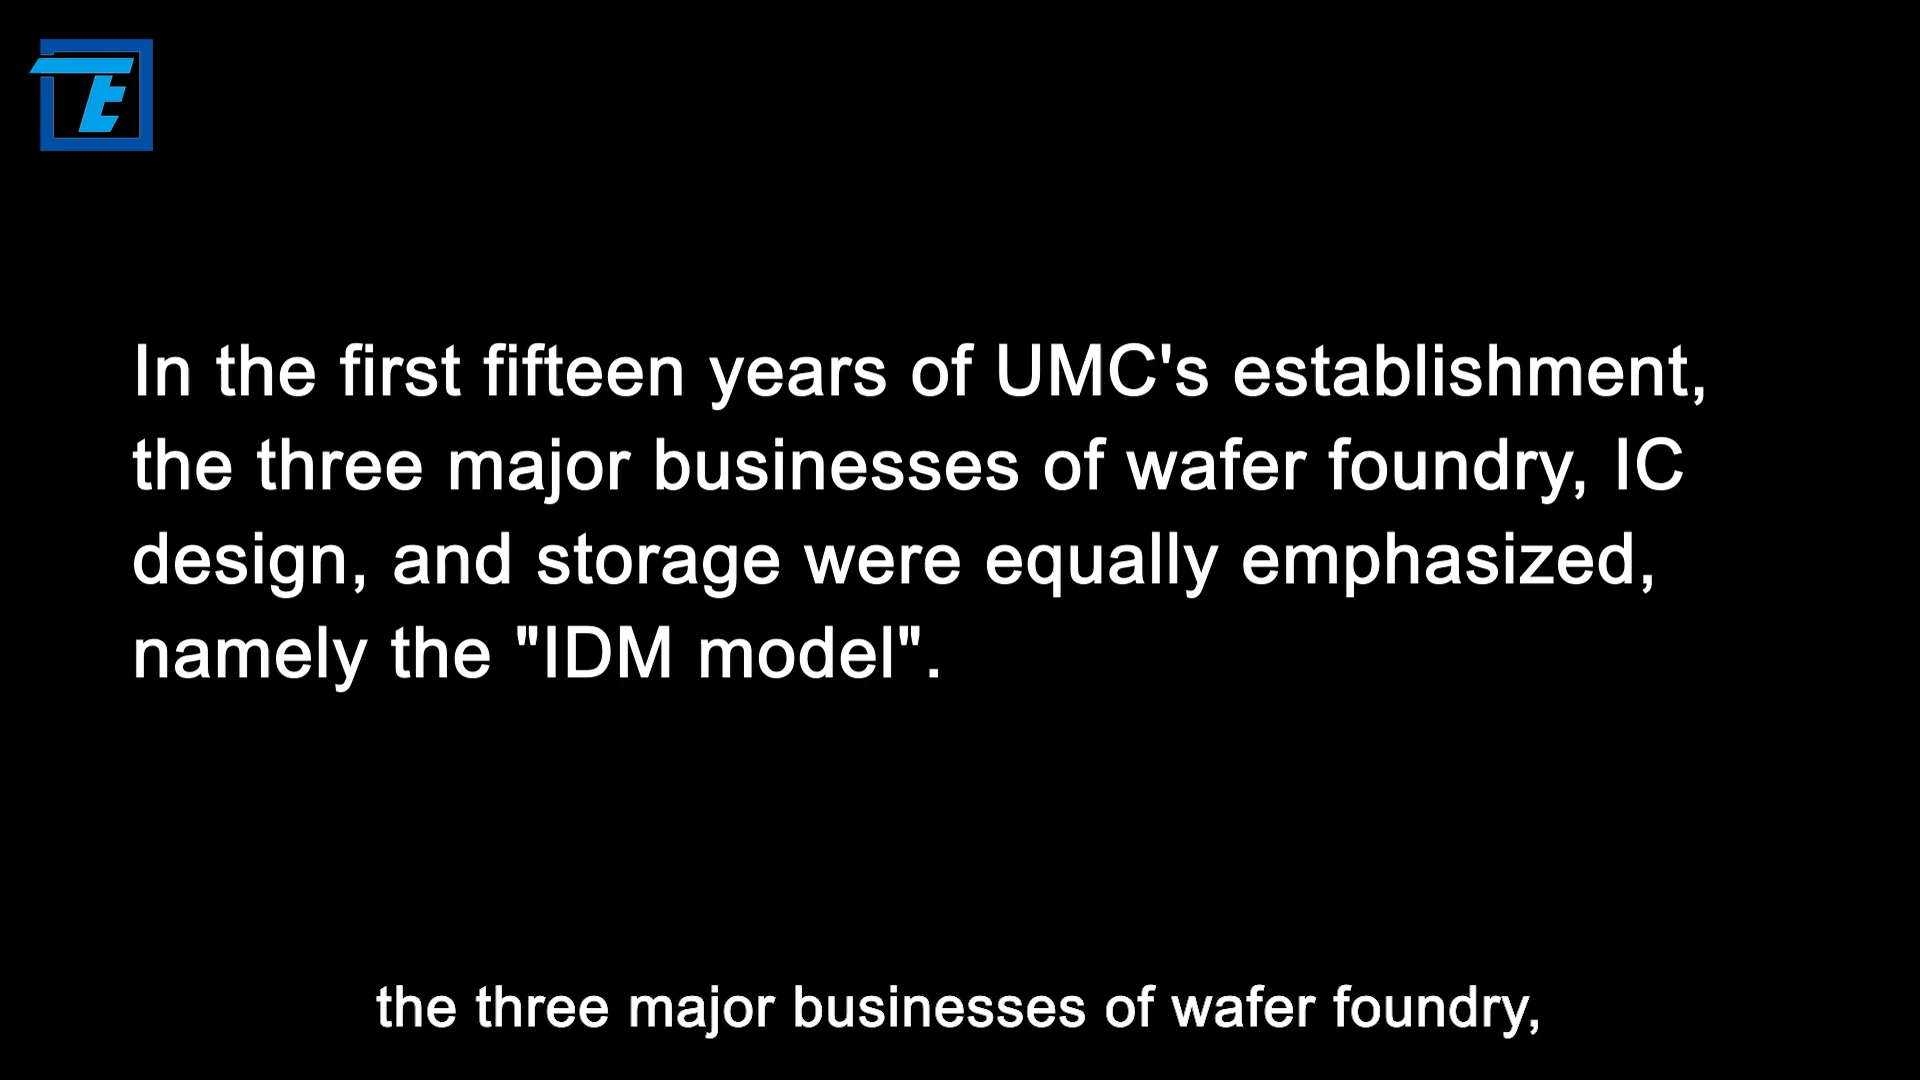 TE
In the first fifteen years of UMC's establishment,
the three major businesses of wafer foundry, IC
design, and storage were equally emphasized,
namely the "IDM model".
the three major businesses of wafer foundry,